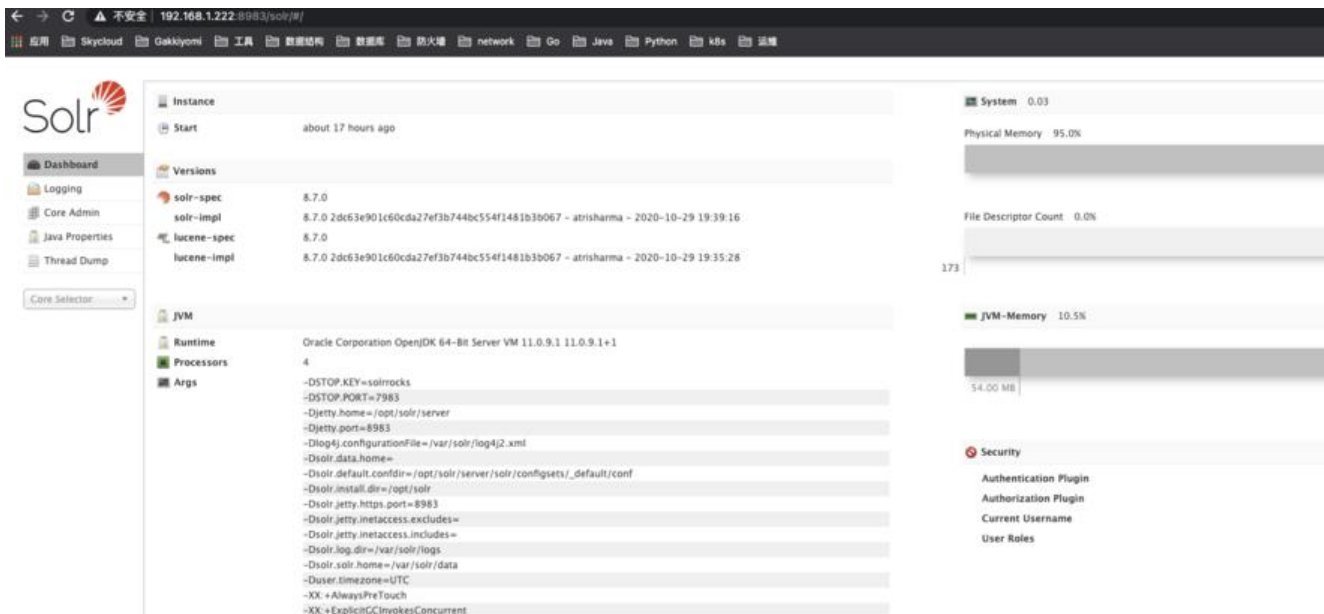 不安全 | 192.168.1.222:8983/solr/#/
应用 Skycloud Gakkiyomi 工具 数据结构 数据库 防火墙 network Go Java Python k8s 运维
Solr
Dashboard
Logging
Core Admin
Java Properties
Thread Dump
Core Selector
Instance
Start about 17 hours ago
Versions
solr-spec 8.7.0
solr-impl 8.7.0 2dc63e901c60cda27ef3b744bc554f1481b3b067 - atrisharma - 2020-10-29 19:39:16
lucene-spec 8.7.0
lucene-impl 8.7.0 2dc63e901c60cda27ef3b744bc554f1481b3b067 - atrisharma - 2020-10-29 19:35:28
JVM
Runtime Oracle Corporation OpenJDK 64-Bit Server VM 11.0.9.1 11.0.9.1+1
Processors 4
Args -DSTOP.KEY=solrrocks
-DSTOP.PORT=7983
-Djetty.home=/opt/solr/server
-Djetty.port=8983
-Dlog4j.configurationFile=/var/solr/log4j2.xml
-Dsolr.data.home=
-Dsolr.default.confdir=/opt/solr/server/solr/configsets/_default/conf
-Dsolr.install.dir=/opt/solr
-Dsolr.jetty.https.port=8983
-Dsolr.jetty.inetaccess.excludes=
-Dsolr.jetty.inetaccess.includes=
-Dsolr.log.dir=/var/solr/logs
-Dsolr.solr.home=/var/solr/data
-Duser.timezone=UTC
-XX:+AlwaysPreTouch
-XX:+ExplicitGCInvokesConcurrent
System 0.03
Physical Memory 95.0%
File Descriptor Count 0.0%
173
JVM-Memory 10.5%
54.00 MB
Security
Authentication Plugin
Authorization Plugin
Current Username
User Roles